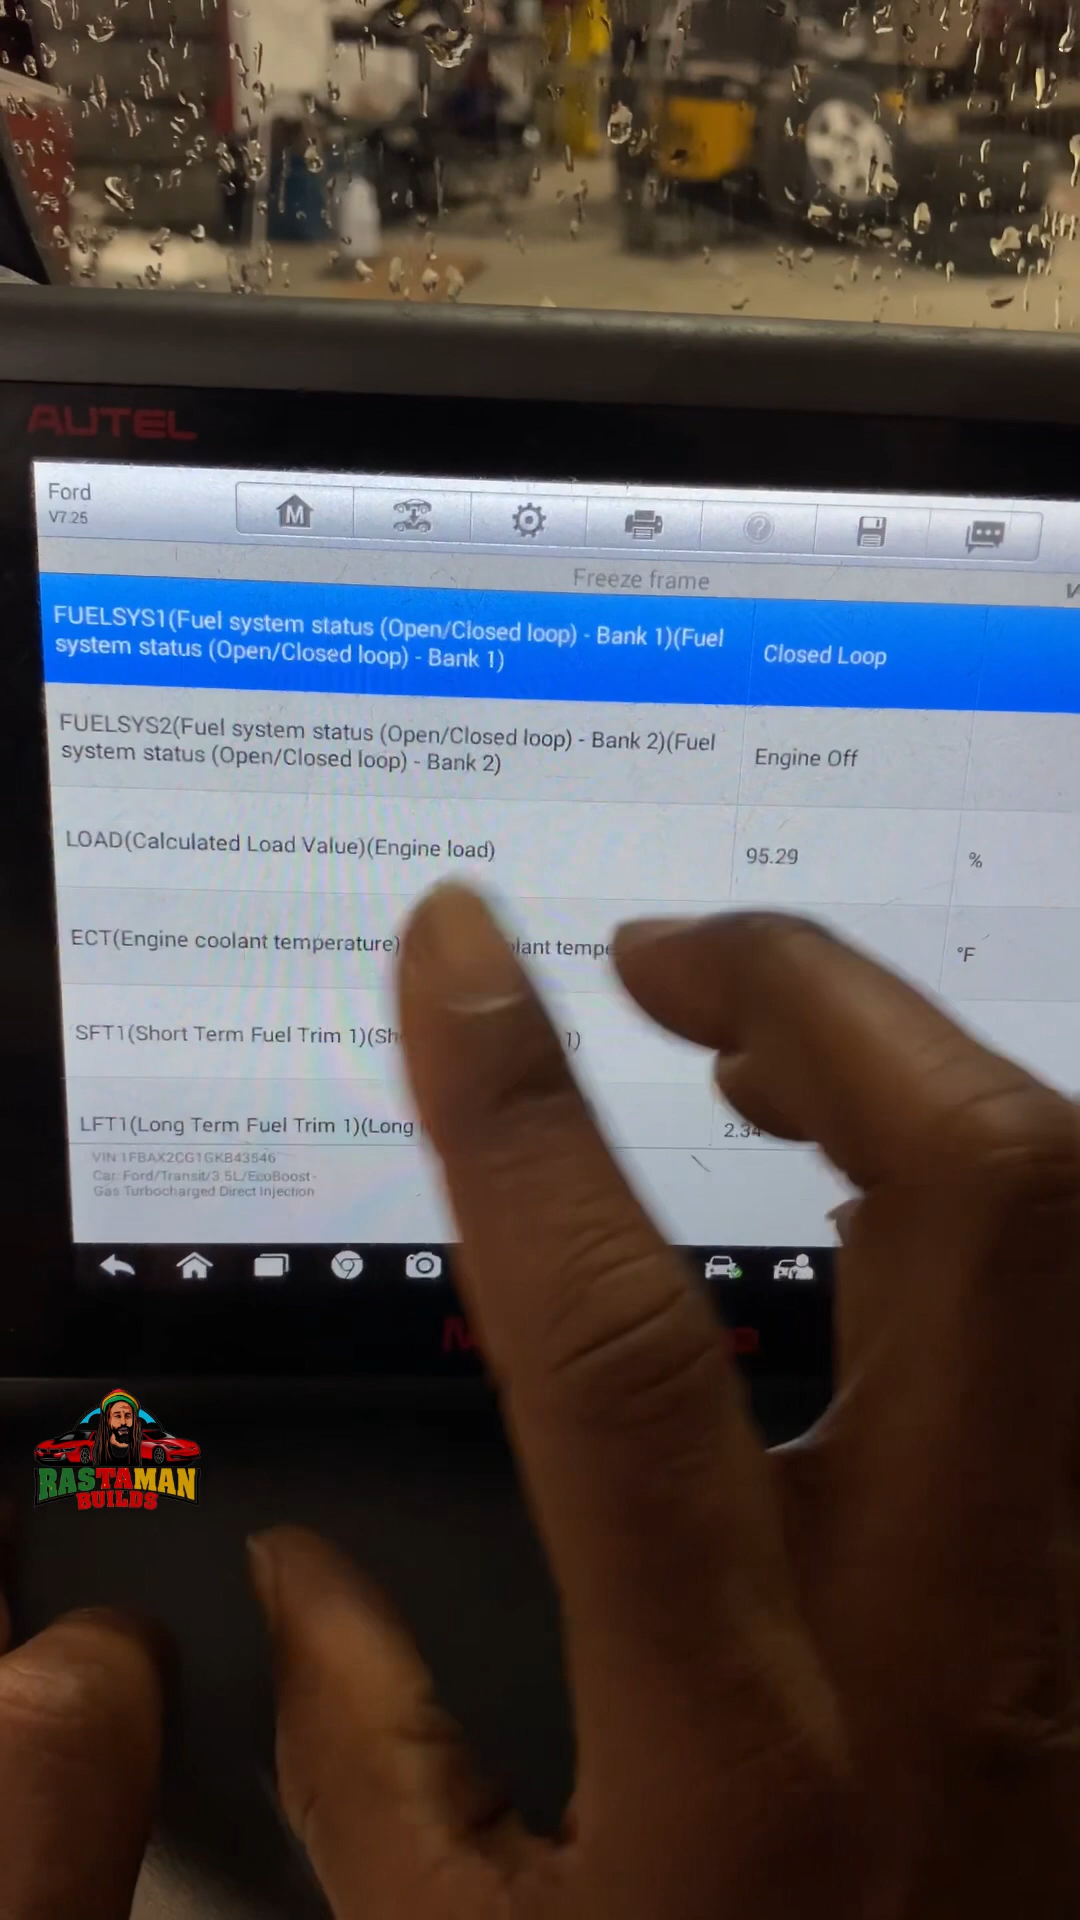 AUTEL
Ford
V7.25
M
Freeze frame
FUELSYS1(Fuel system status (Open/Closed loop) - Bank 1)(Fuel
system status (Open/Closed loop) - Bank 1)
Closed Loop
FUELSYS2(Fuel system status (Open/Closed loop) - Bank 2)(Fuel
system status (Open/Closed loop) - Bank 2)
Engine Off
LOAD(Calculated Load Value)(Engine load)
95.29
%
ECT(Engine coolant temperature)
°F
SFT1(Short Term Fuel Trim 1)
1)
LFT1(Long Term Fuel Trim 1)(Long
2.34
VIN:1FBAX2CG1GKB43546
Car: Ford/Transit/3.5L/EcoBoost-
Gas Turbocharged Direct Injection
RASTAMAN
BUILDS